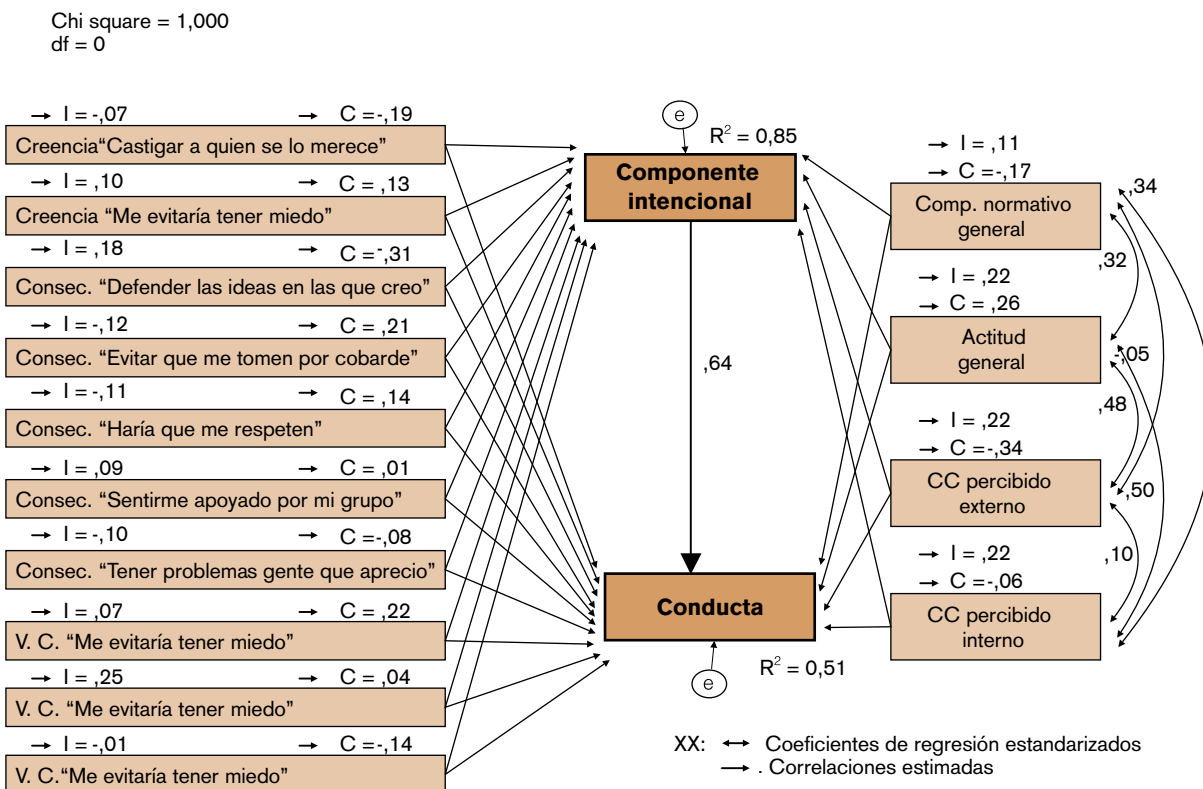 Chi square = 1,000
df = 0
→ I = -,07 → C =-,19
Creencia“Castigar a quien se lo merece”
→ I = ,10 → C = ,13
Creencia “Me evitaría tener miedo”
→ I = ,18 → C =-,31
Consec. “Defender las ideas en las que creo”
→ I = -,12 → C = ,21
Consec. “Evitar que me tomen por cobarde”
→ I = -,11 → C = ,14
Consec. “Haría que me respeten”
→ I = ,09 → C = ,01
Consec. “Sentirme apoyado por mi grupo”
→ I = -,10 → C =-,08
Consec. “Tener problemas gente que aprecio”
→ I = ,07 → C = ,22
V. C. “Me evitaría tener miedo”
→ I = ,25 → C = ,04
V. C. “Me evitaría tener miedo”
→ I = -,01 → C =-,14
V. C.“Me evitaría tener miedo”
e
R² = 0,85
Componente
intencional
,64
Conducta
e
R² = 0,51
→ I = ,11
→ C =-,17
Comp. normativo
general
→ I = ,22
→ C = ,26
Actitud
general
→ I = ,22
→ C =-,34
CC percibido
externo
→ I = ,22
→ C =-,06
CC percibido
interno
,34
,32
-,05
,48
,50
,10
XX: ↔ Coeficientes de regresión estandarizados
→ . Correlaciones estimadas